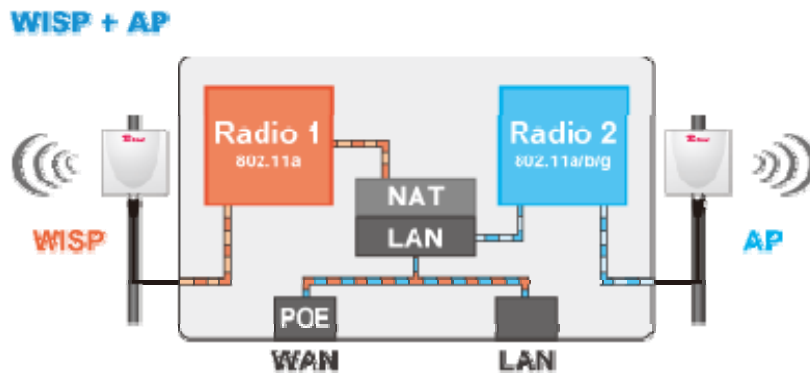 WISP + AP
Radio 1
802.11a
Radio 2
802.11a/b/g
NAT
LAN
WISP
AP
POE
WAN
LAN